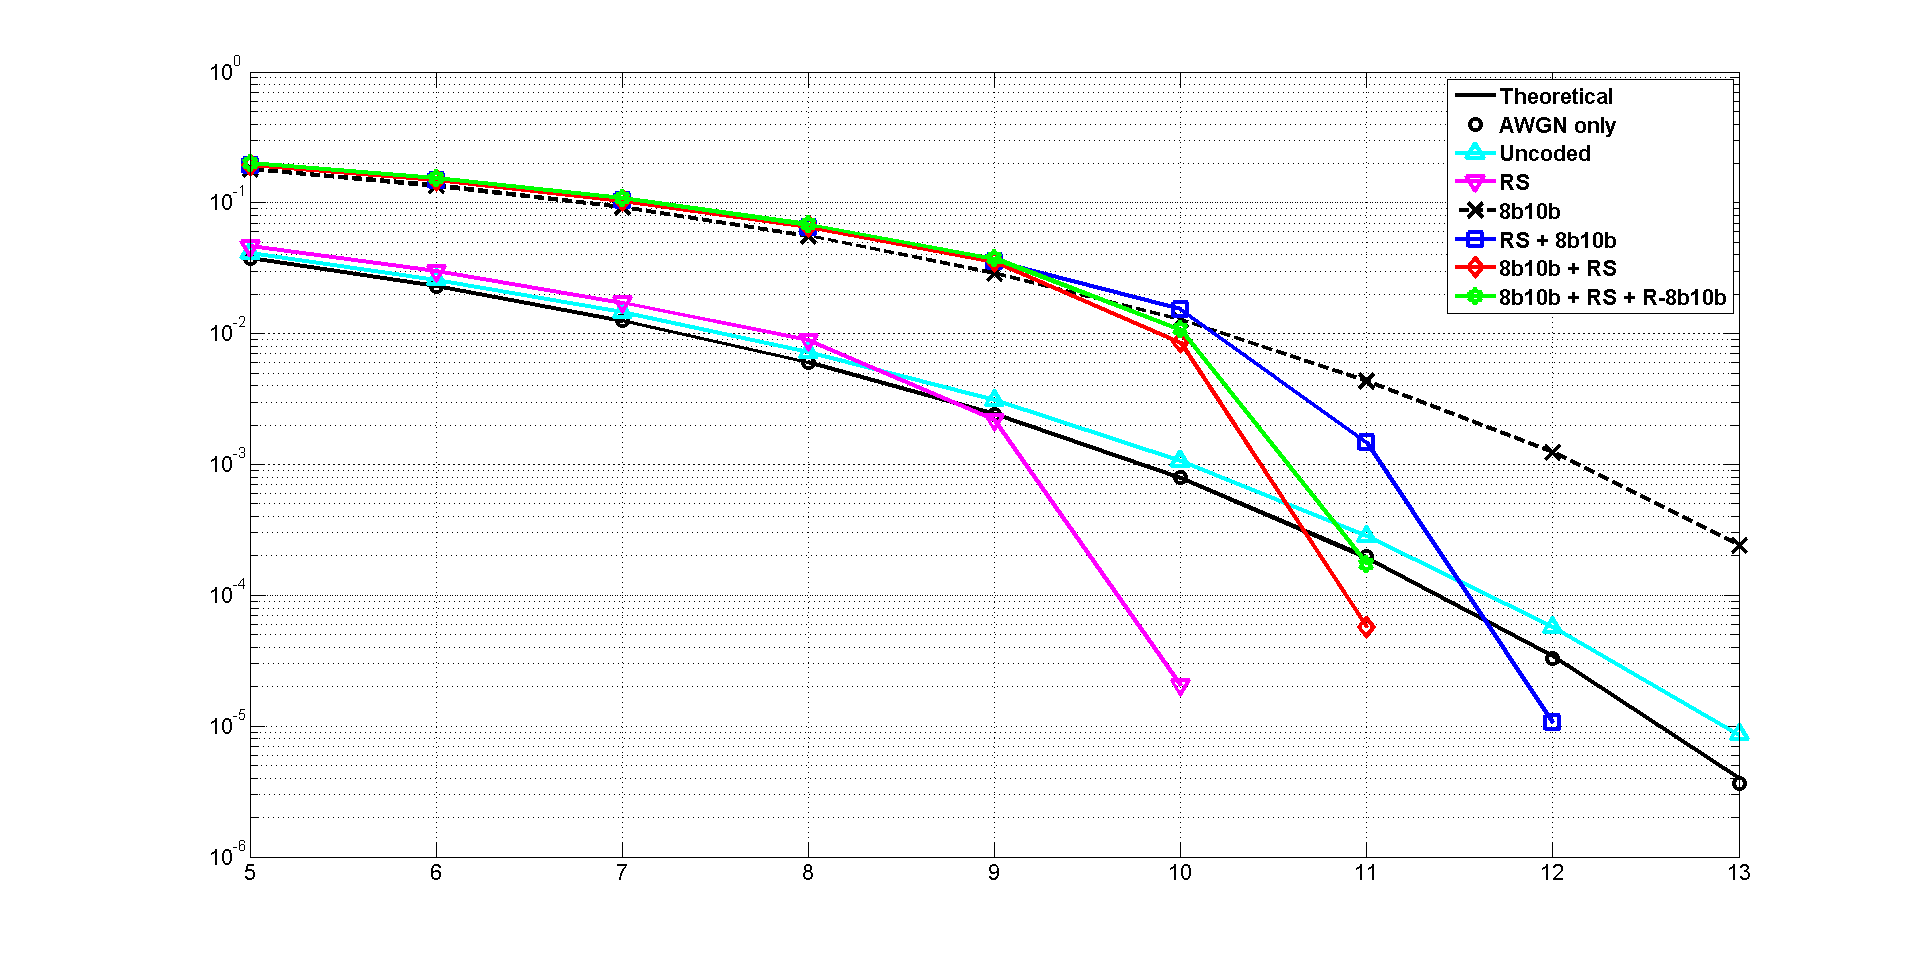 10^0
10^-1
10^-2
10^-3
10^-4
10^-5
10^-6
5 6 7 8 9 10 11 12 13
Theoretical
AWGN only
Uncoded
RS
8b10b
RS + 8b10b
8b10b + RS
8b10b + RS + R-8b10b